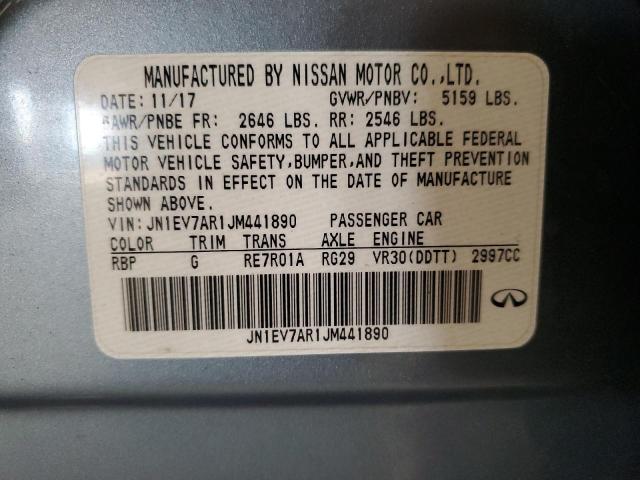 MANUFACTURED BY NISSAN MOTOR CO.,LTD.
DATE: 11/17 GVWR/PNBV: 5159 LBS.
GAWR/PNBE FR: 2646 LBS. RR: 2546 LBS.
THIS VEHICLE CONFORMS TO ALL APPLICABLE FEDERAL
MOTOR VEHICLE SAFETY,BUMPER,AND THEFT PREVENTION
STANDARDS IN EFFECT ON THE DATE OF MANUFACTURE
SHOWN ABOVE.
VIN: JN1EV7AR1JM441890 PASSENGER CAR
COLOR TRIM TRANS AXLE ENGINE
RBP G RE7R01A RG29 VR30(DDTT) 2997CC
JN1EV7AR1JM441890